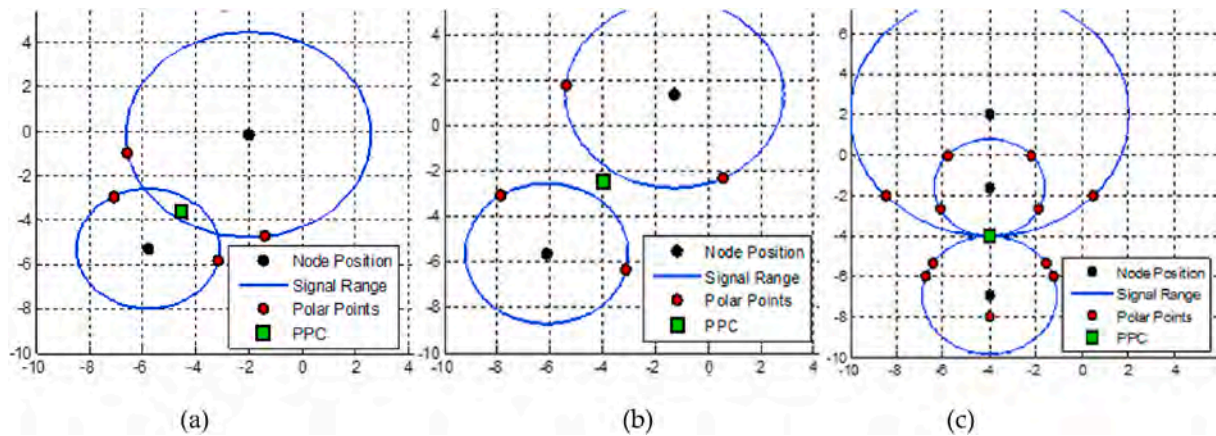 4
2
0
-2
-4
-6
-8
-10
-10 -8 -6 -4 -2 0 2 4
Node Position
Signal Range
Polar Points
PPC
(a)
4
2
0
-2
-4
-6
-8
-10
-10 -8 -6 -4 -2 0 2 4
Node Position
Signal Range
Polar Points
PPC
(b)
6
4
2
0
-2
-4
-6
-8
-10
-10 -8 -6 -4 -2 0 2 4 6
Node Position
Signal Range
Polar Points
PPC
(c)